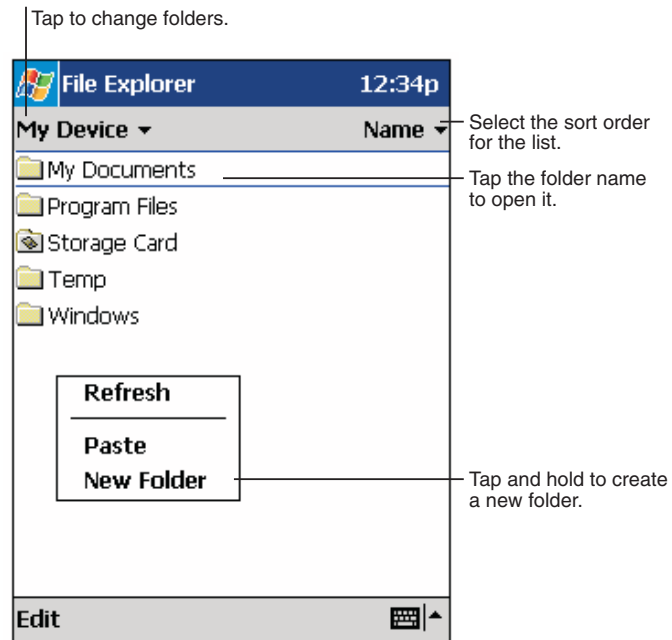 Tap to change folders.
File Explorer 12:34p
My Device Name
Select the sort order
for the list.
My Documents
Tap the folder name
to open it.
Program Files
Storage Card
Temp
Windows
Refresh
Paste
New Folder
Tap and hold to create
a new folder.
Edit